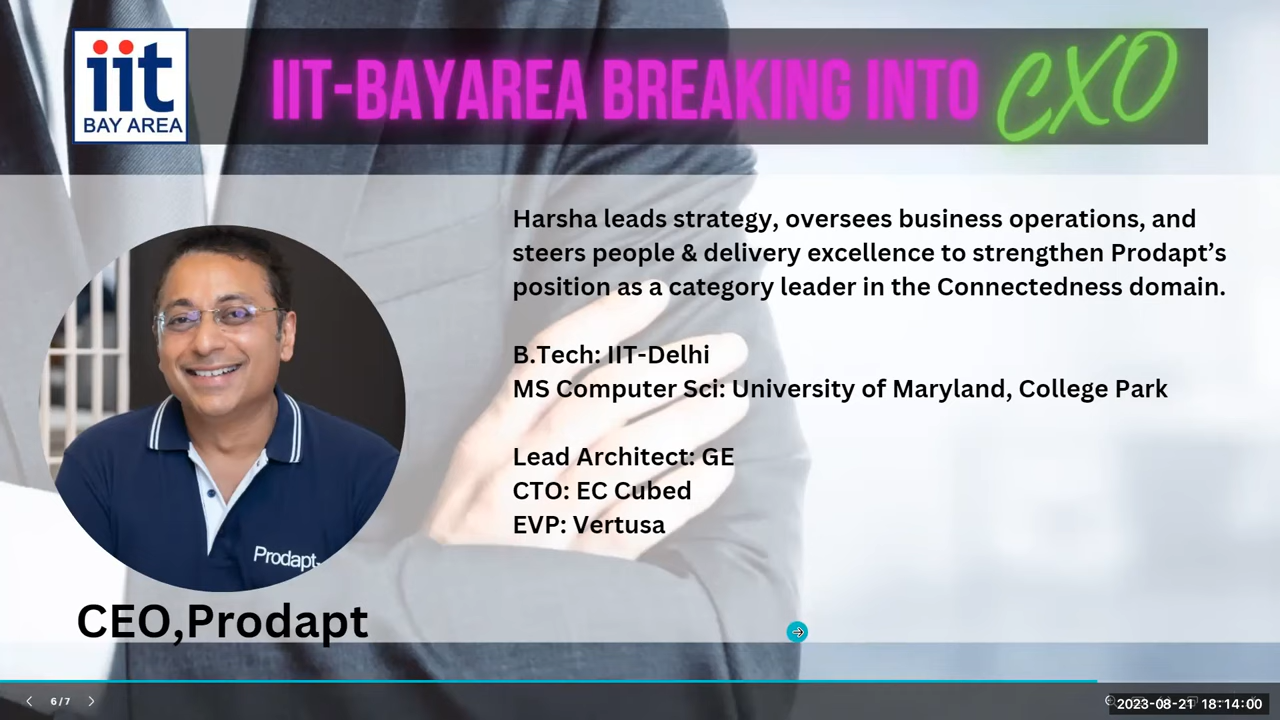 iit
BAY AREA
IIT-BAYAREA BREAKING INTO CXO
Harsha leads strategy, oversees business operations, and
steers people & delivery excellence to strengthen Prodapt’s
position as a category leader in the Connectedness domain.
B.Tech: IIT-Delhi
MS Computer Sci: University of Maryland, College Park
Lead Architect: GE
CTO: EC Cubed
EVP: Vertusa
Prodapt
CEO,Prodapt
6/7
2023-08-21 18:14:00